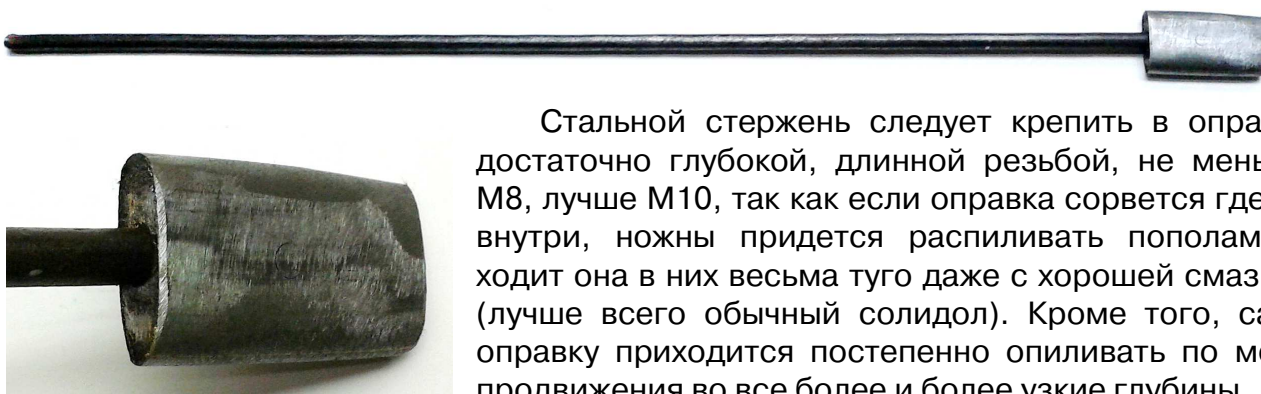 Стальной стержень следует крепить в опра
достаточно глубокой, длинной резьбой, не мень
М8, лучше М10, так как если оправка сорвется где
внутри, ножны придется распиливать пополам
ходит она в них весьма туго даже с хорошей смаз
(лучше всего обычный солидол). Кроме того, са
оправку приходится постепенно опиливать по ме
продвижения во все более и более узкие глубины